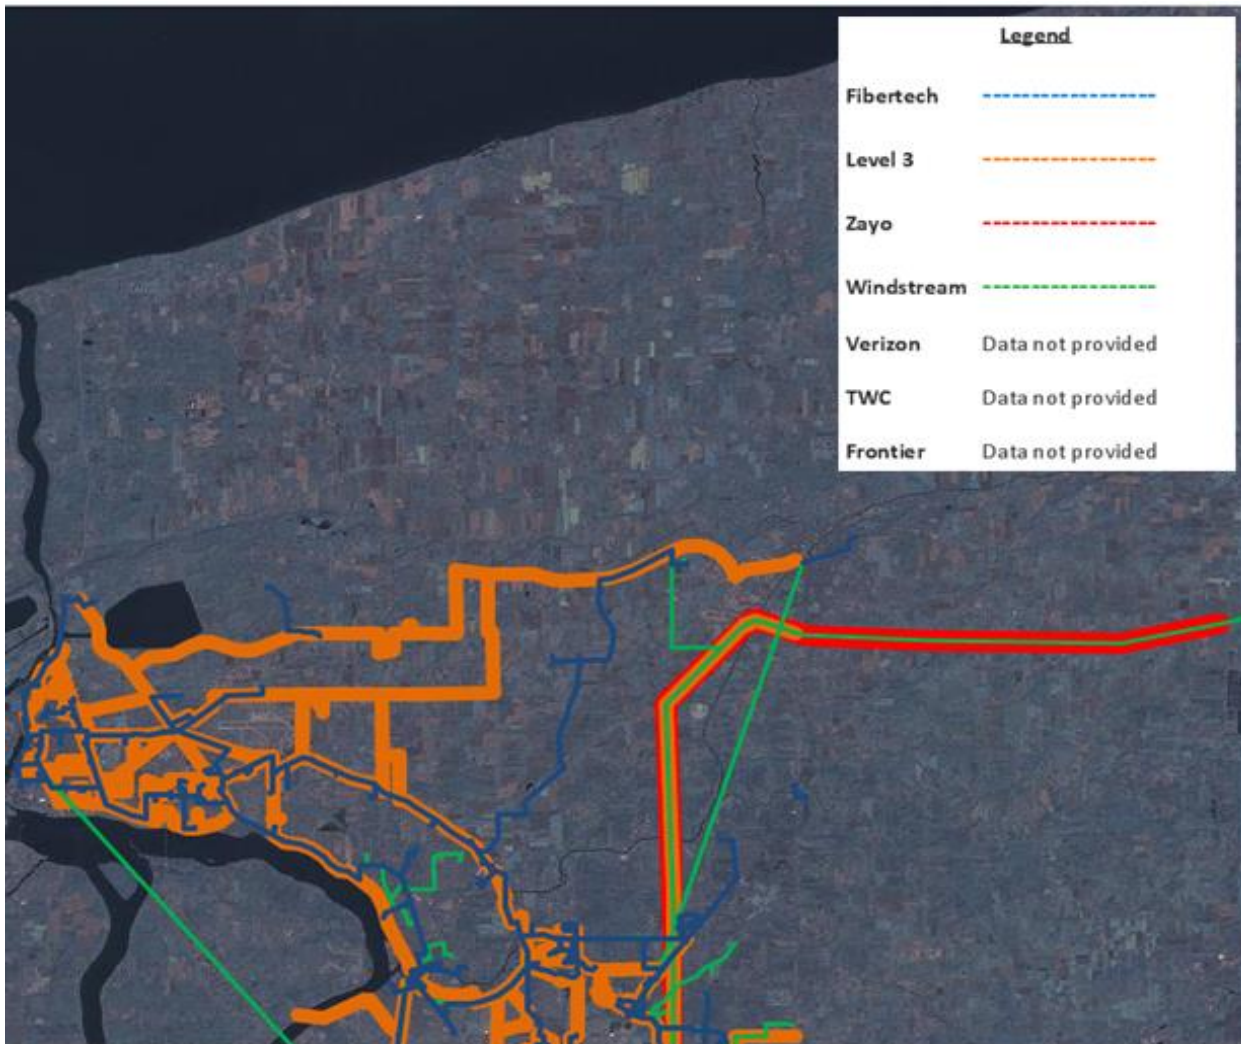 Legend
Fibertech
Level 3
Zayo
Windstream
Verizon Data not provided
TWC Data not provided
Frontier Data not provided